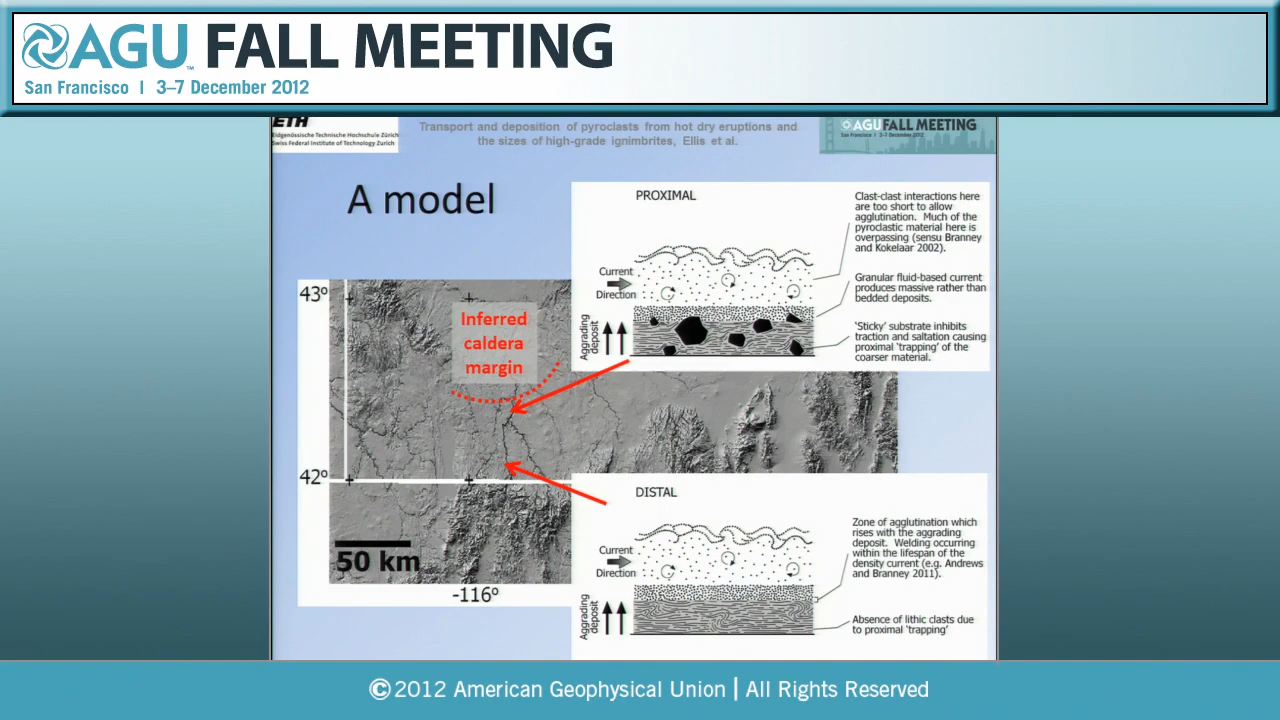 AGU FALL MEETING
San Francisco | 3–7 December 2012
ETH
Eidgenössische Technische Hochschule Zürich
Swiss Federal Institute of Technology Zurich
Transport and deposition of pyroclasts from hot dry eruptions and
the sizes of high-grade ignimbrites, Ellis et al.
AGU FALL MEETING
San Francisco | 3–7 December 2012
A model
43°
42°
-116°
50 km
Inferred
caldera
margin
PROXIMAL
Current
Direction
Aggrading
deposit
Clast-clast interactions here
are too short to allow
agglutination. Much of the
pyroclastic material here is
overpassing (sensu Branney
and Kokelaar 2002).
Granular fluid-based current
produces massive rather than
bedded deposits.
'Sticky' substrate inhibits
traction and saltation causing
proximal 'trapping' of the
coarser material.
DISTAL
Current
Direction
Aggrading
deposit
Zone of agglutination which
rises with the aggrading
deposit. Welding occurring
within the lifespan of the
density current (e.g. Andrews
and Branney 2011).
Absence of lithic clasts due
to proximal 'trapping'
©2012 American Geophysical Union | All Rights Reserved